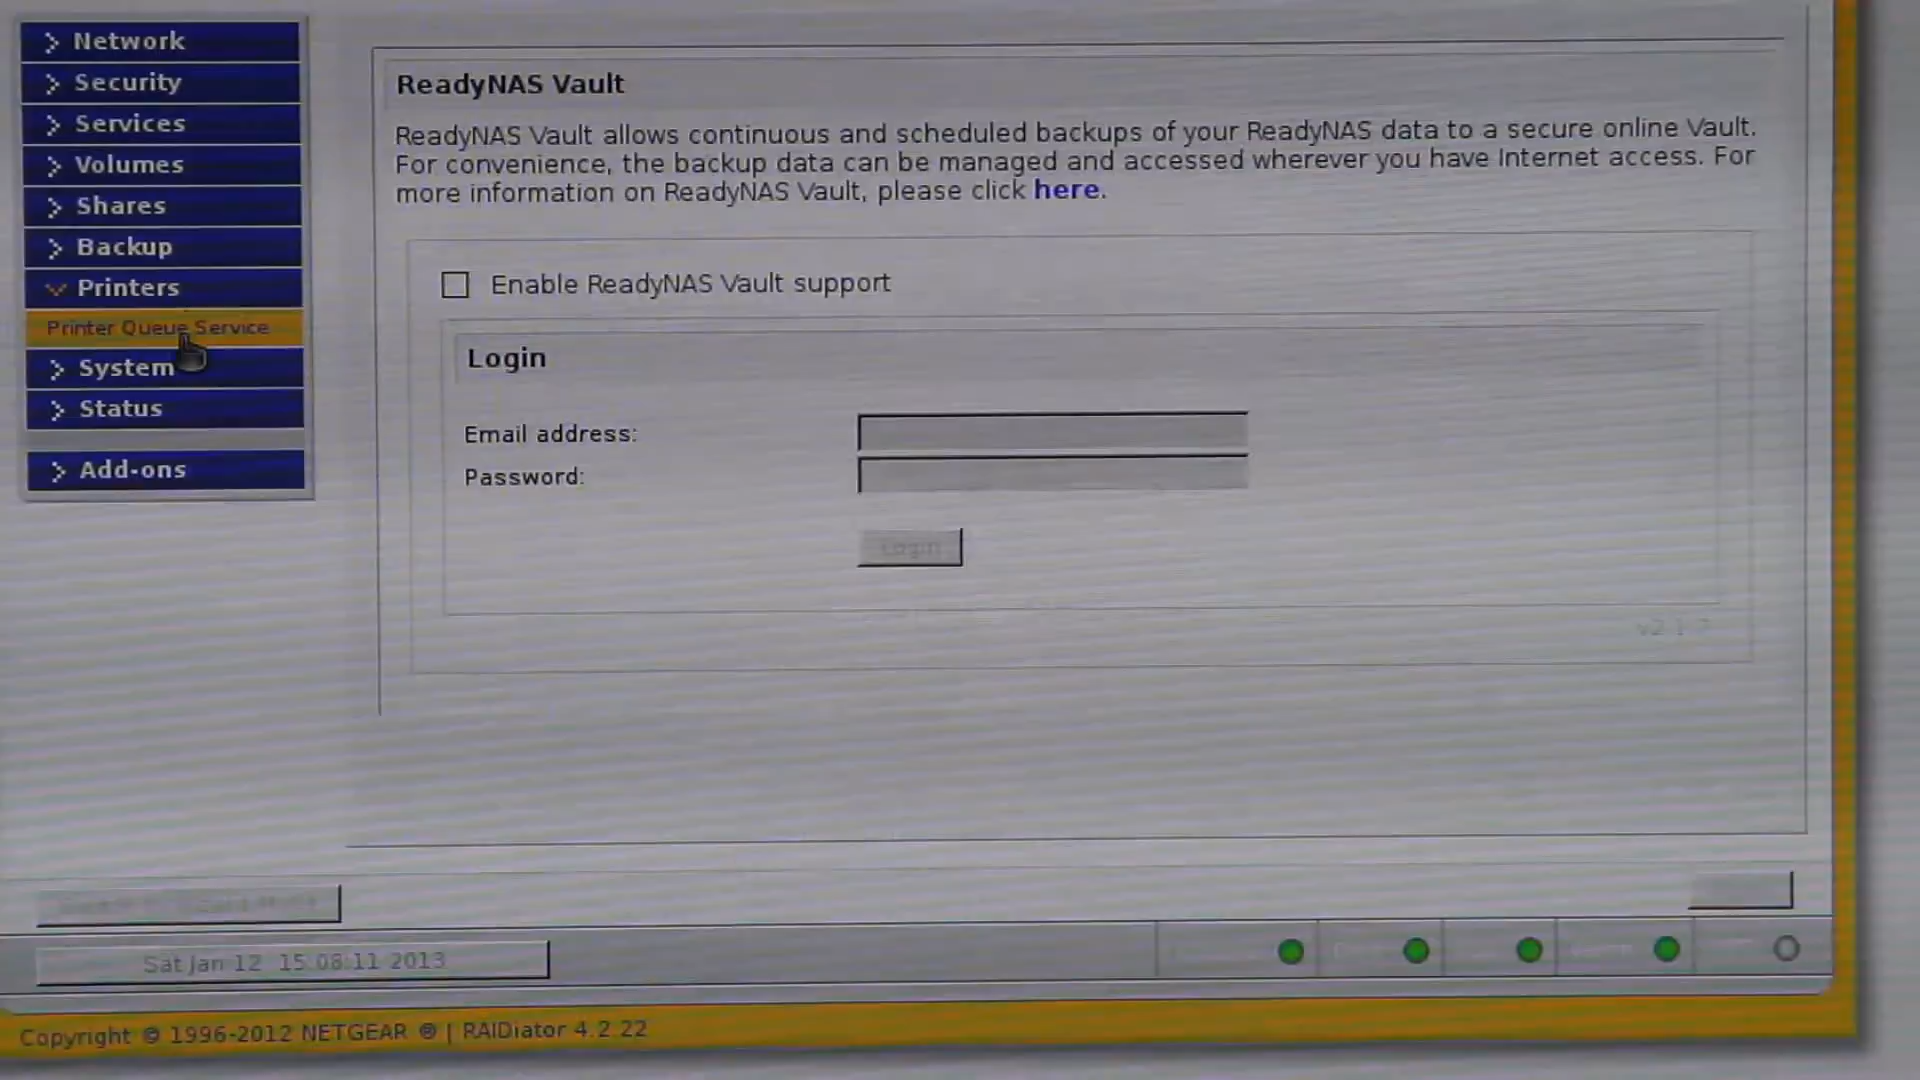 Network
Security
Services
Volumes
Shares
Backup
Printers
Printer Queue Service
System
Status
Add-ons
ReadyNAS Vault
ReadyNAS Vault allows continuous and scheduled backups of your ReadyNAS data to a secure online Vault.
For convenience, the backup data can be managed and accessed wherever you have Internet access. For
more information on ReadyNAS Vault, please click here.
Enable ReadyNAS Vault support
Login
Email address:
Password:
Login
Sat Jan 12 15:08:11 2013
Copyright © 1996-2012 NETGEAR ® | RAIDiator 4.2.22